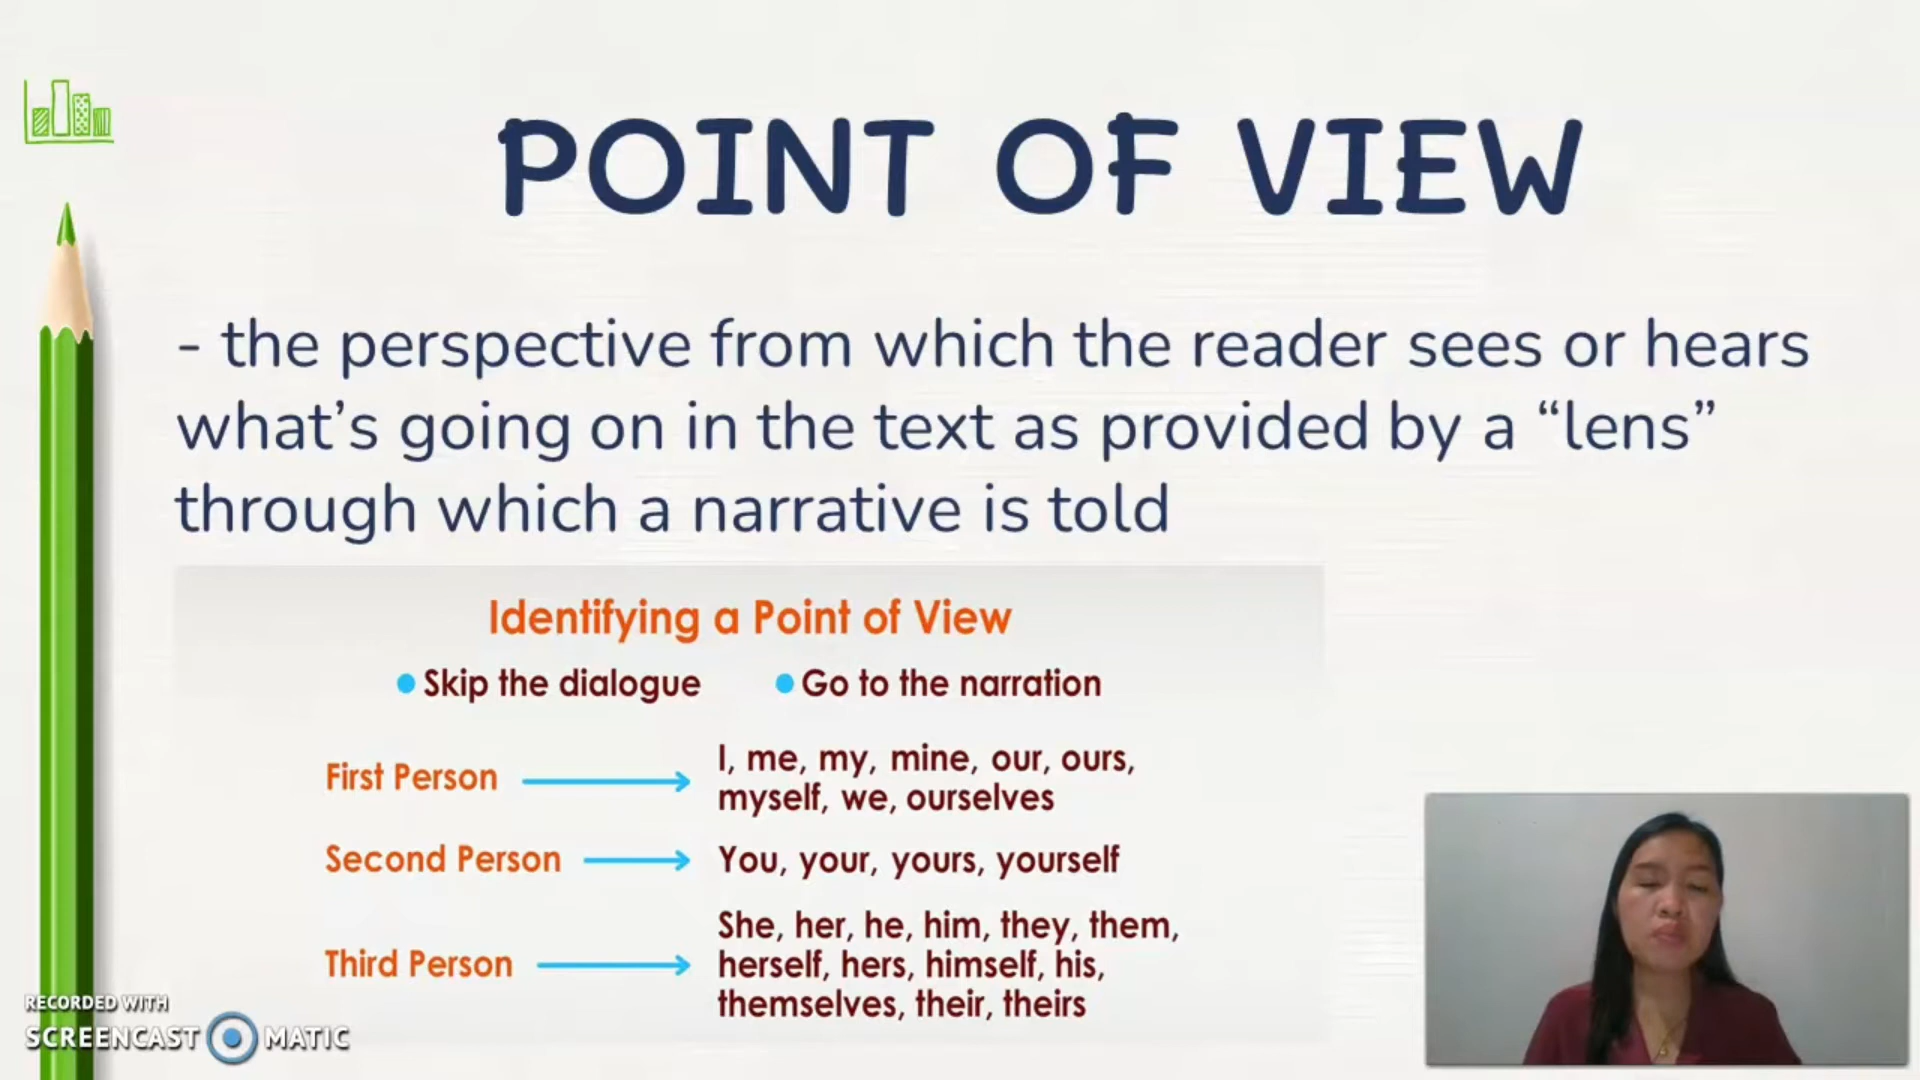 POINT OF VIEW
- the perspective from which the reader sees or hears
what’s going on in the text as provided by a “lens”
through which a narrative is told
Identifying a Point of View
• Skip the dialogue • Go to the narration
First Person → I, me, my, mine, our, ours,
myself, we, ourselves
Second Person → You, your, yours, yourself
She, her, he, him, they, them,
Third Person → herself, hers, himself, his,
themselves, their, theirs
RECORDED WITH
SCREENCAST MATIC